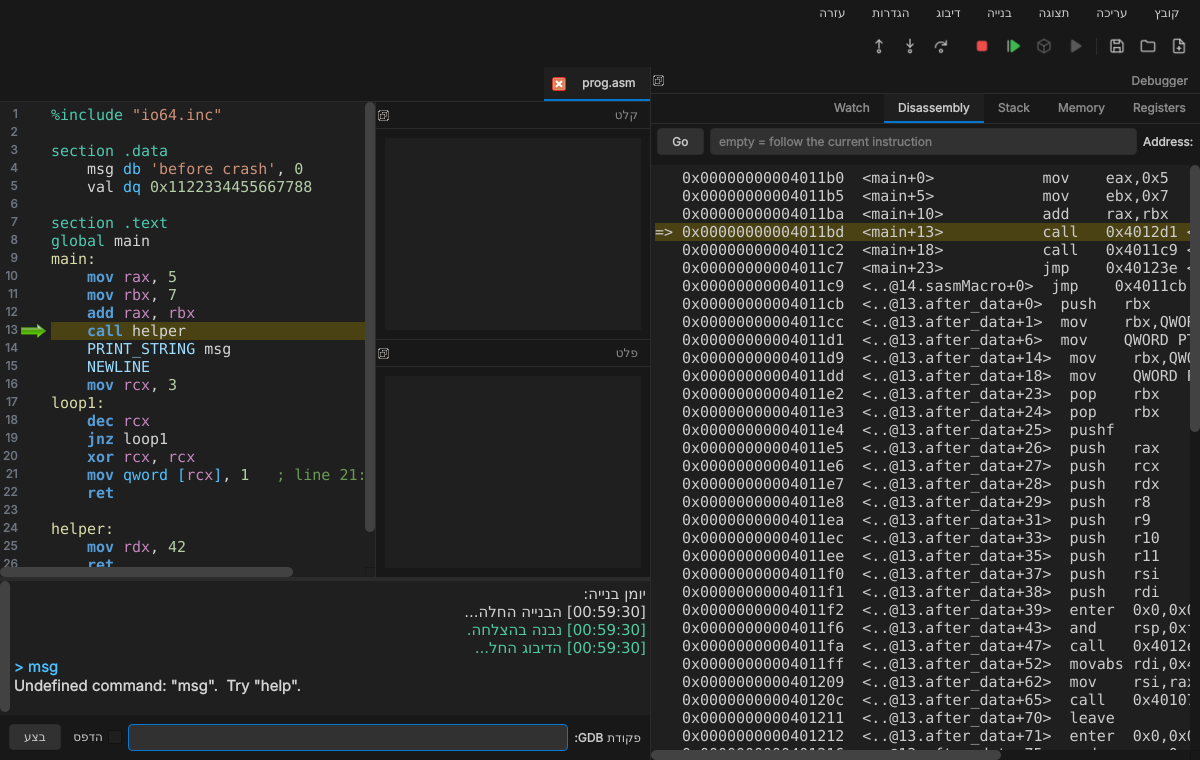 קובץ עריכה תצוגה בנייה דיבוג הגדרות עזרה
prog.asm
Debugger
קלט
Watch Disassembly Stack Memory Registers
Go empty = follow the current instruction Address:
1 %include "io64.inc"
2
3 section .data
4 msg db 'before crash', 0
5 val dq 0x1122334455667788
6
7 section .text
8 global main
9 main:
10 mov rax, 5
11 mov rbx, 7
12 add rax, rbx
13 call helper
14 PRINT_STRING msg
15 NEWLINE
16 mov rcx, 3
17 loop1:
18 dec rcx
19 jnz loop1
20 xor rcx, rcx
21 mov qword [rcx], 1 ; line 21:
22 ret
23
24 helper:
25 mov rdx, 42
26 ret
פלט
0x00000000004011b0 <main+0> mov eax,0x5
0x00000000004011b5 <main+5> mov ebx,0x7
0x00000000004011ba <main+10> add rax,rbx
=> 0x00000000004011bd <main+13> call 0x4012d1 <
0x00000000004011c2 <main+18> call 0x4011c9 <
0x00000000004011c7 <main+23> jmp 0x40123e <
0x00000000004011c9 <..@14.sasmMacro+0> jmp 0x4011cb
0x00000000004011cb <..@13.after_data+0> push rbx
0x00000000004011cc <..@13.after_data+1> mov rbx,QWO
0x00000000004011d1 <..@13.after_data+6> mov QWORD PT
0x00000000004011d9 <..@13.after_data+14> mov rbx,QWO
0x00000000004011dd <..@13.after_data+18> mov QWORD P
0x00000000004011e2 <..@13.after_data+23> pop rbx
0x00000000004011e3 <..@13.after_data+24> pop rbx
0x00000000004011e4 <..@13.after_data+25> pushf
0x00000000004011e5 <..@13.after_data+26> push rax
0x00000000004011e6 <..@13.after_data+27> push rcx
0x00000000004011e7 <..@13.after_data+28> push rdx
0x00000000004011e8 <..@13.after_data+29> push r8
0x00000000004011ea <..@13.after_data+31> push r9
0x00000000004011ec <..@13.after_data+33> push r10
0x00000000004011ee <..@13.after_data+35> push r11
0x00000000004011f0 <..@13.after_data+37> push rsi
0x00000000004011f1 <..@13.after_data+38> push rdi
0x00000000004011f2 <..@13.after_data+39> enter 0x0,0x0
0x00000000004011f6 <..@13.after_data+43> and rsp,0xf
0x00000000004011fa <..@13.after_data+47> call 0x4012e
0x00000000004011ff <..@13.after_data+52> movabs rdi,0x4
0x0000000000401209 <..@13.after_data+62> mov rsi,rax
0x000000000040120c <..@13.after_data+65> call 0x40107
0x0000000000401211 <..@13.after_data+70> leave
0x0000000000401212 <..@13.after_data+71> enter 0x0,0x0
יומן בנייה:
[00:59:30] הבנייה החלה...
[00:59:30] נבנה בהצלחה.
[00:59:30] הדיבוג החל...
> msg
Undefined command: "msg". Try "help".
פקודת GDB: הדפס בצע